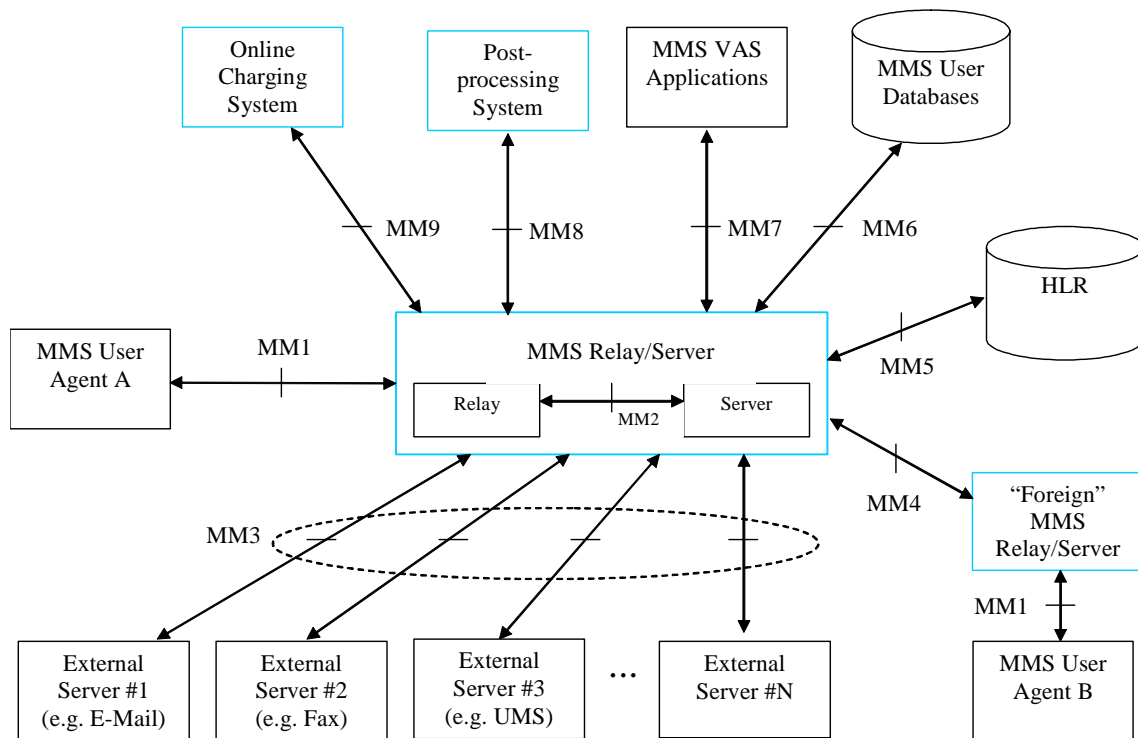 Online
Charging
System
Post-
processing
System
MMS VAS
Applications
MMS User
Databases
MM9
MM8
MM7
MM6
HLR
MMS User
Agent A
MM1
MMS Relay/Server
Relay
MM2
Server
MM5
MM4
“Foreign”
MMS
Relay/Server
MM3
MM1
External
Server #1
(e.g. E-Mail)
External
Server #2
(e.g. Fax)
External
Server #3
(e.g. UMS)
...
External
Server #N
MMS User
Agent B